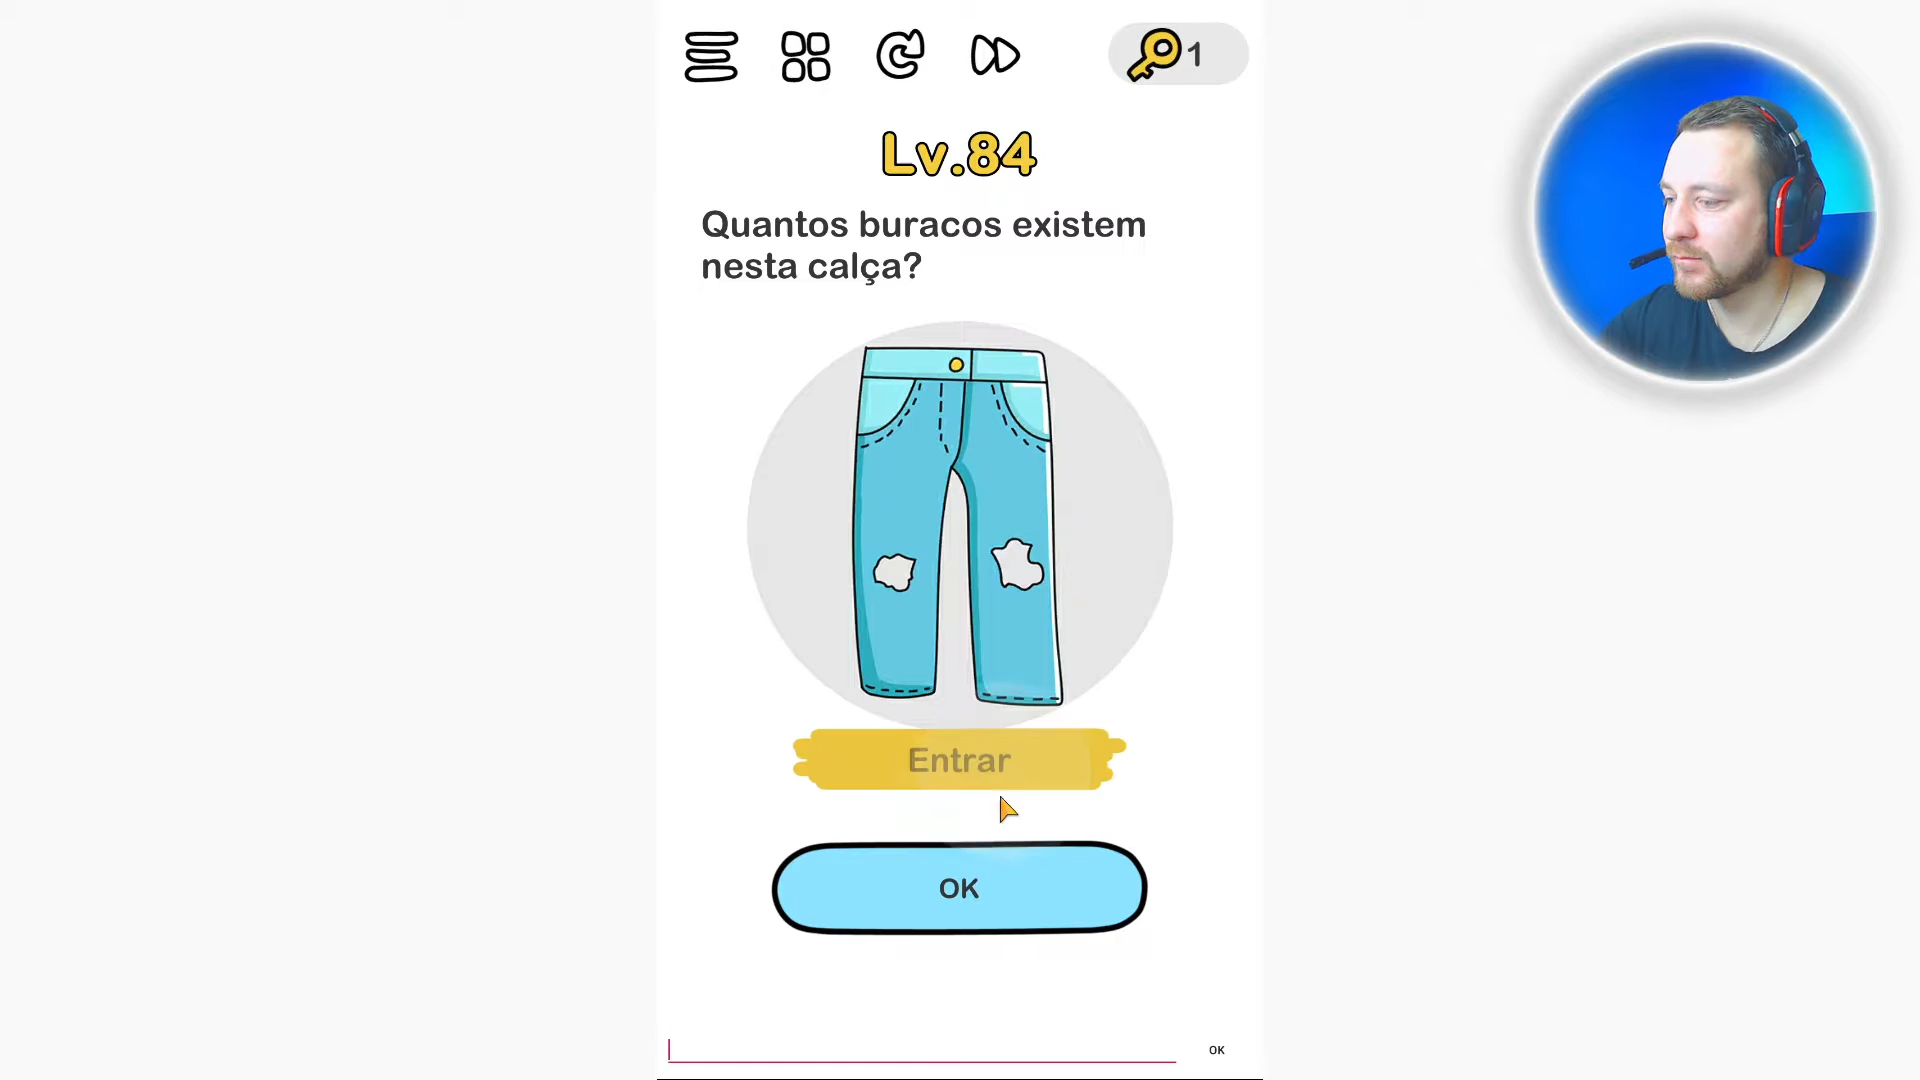 1
Lv.84
Quantos buracos existem
nesta calça?
Entrar
OK
OK